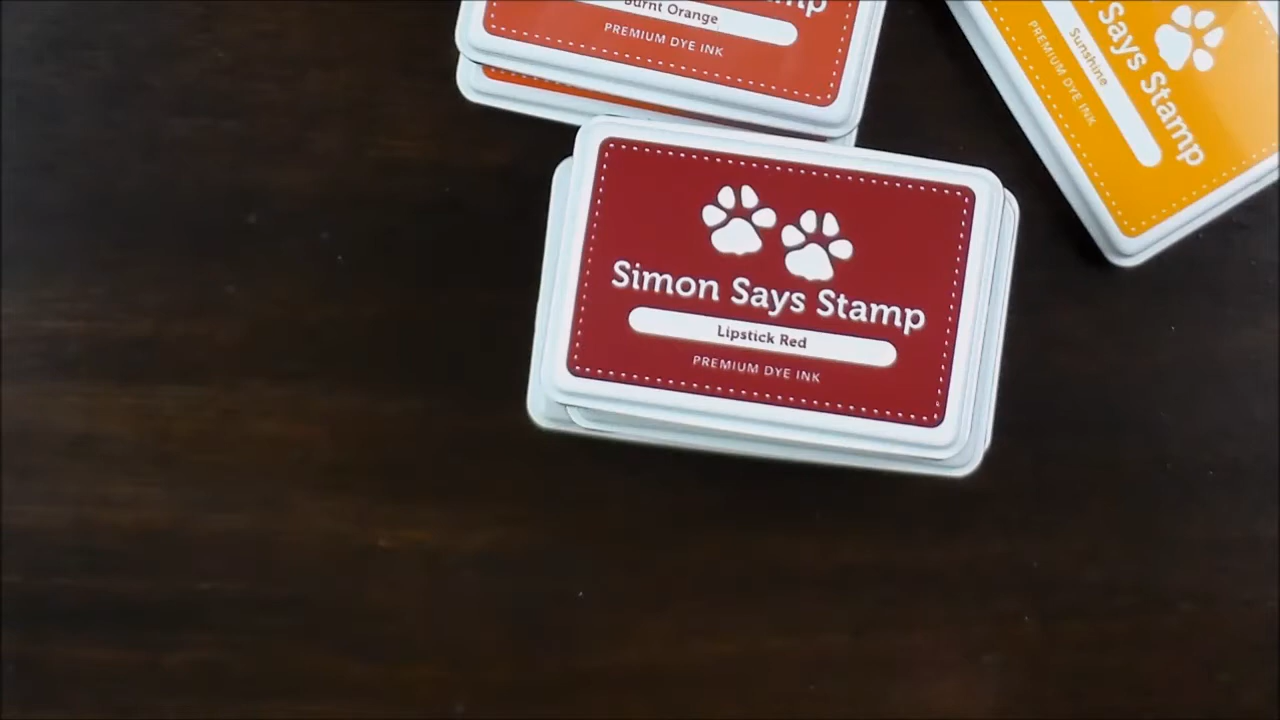 Burnt Orange
PREMIUM DYE INK
Says Stamp
Sunshine
PREMIUM DYE INK
Simon Says Stamp
Lipstick Red
PREMIUM DYE INK